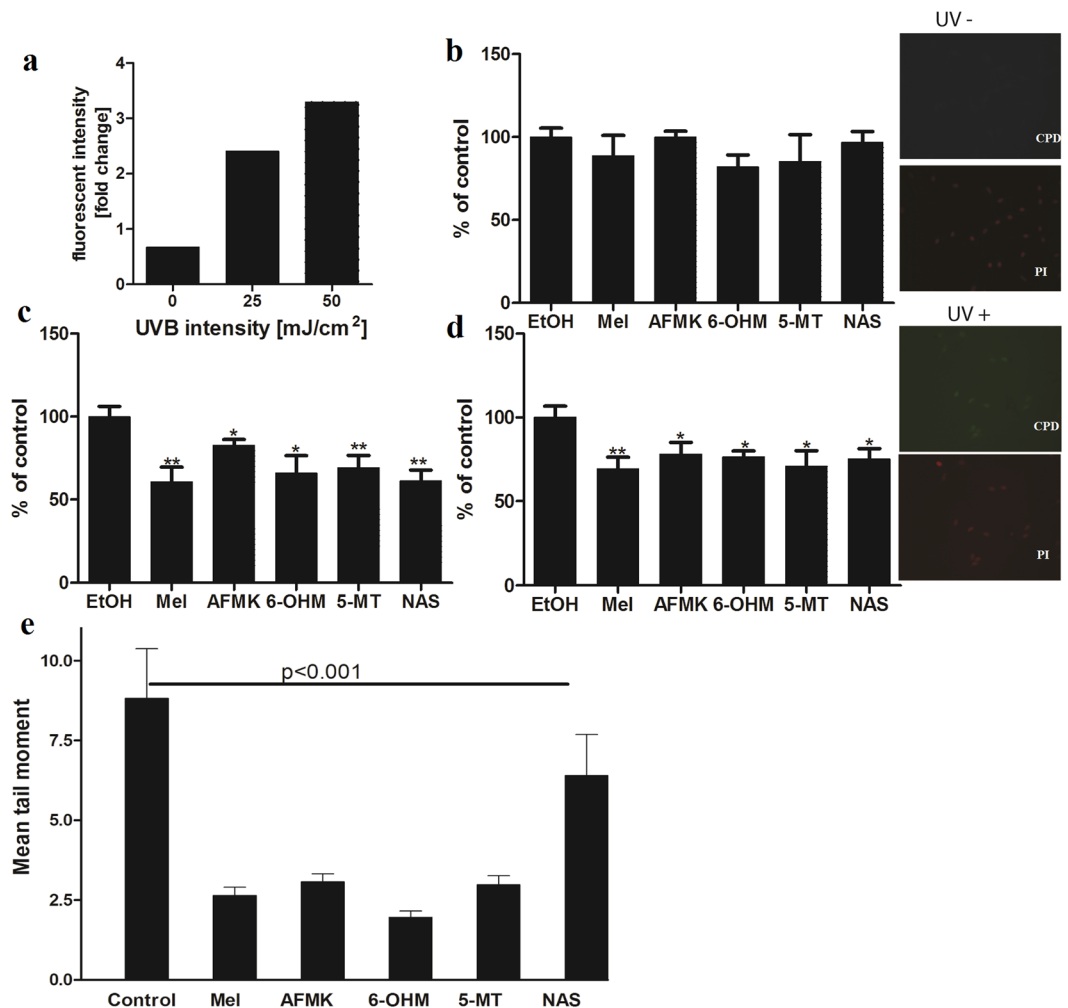 a
fluorescent intensity
[fold change]
4
3
2
1
0
0 25 50
UVB intensity [mJ/cm²]
b
% of control
150
100
50
0
EtOH Mel AFMK 6-OHM 5-MT NAS
UV -
CPD
PI
c
% of control
150
100
50
0
** * * ** **
EtOH Mel AFMK 6-OHM 5-MT NAS
d
% of control
150
100
50
0
** * * * *
EtOH Mel AFMK 6-OHM 5-MT NAS
UV +
CPD
PI
e
Mean tail moment
10.0
7.5
5.0
2.5
0.0
p<0.001
Control Mel AFMK 6-OHM 5-MT NAS